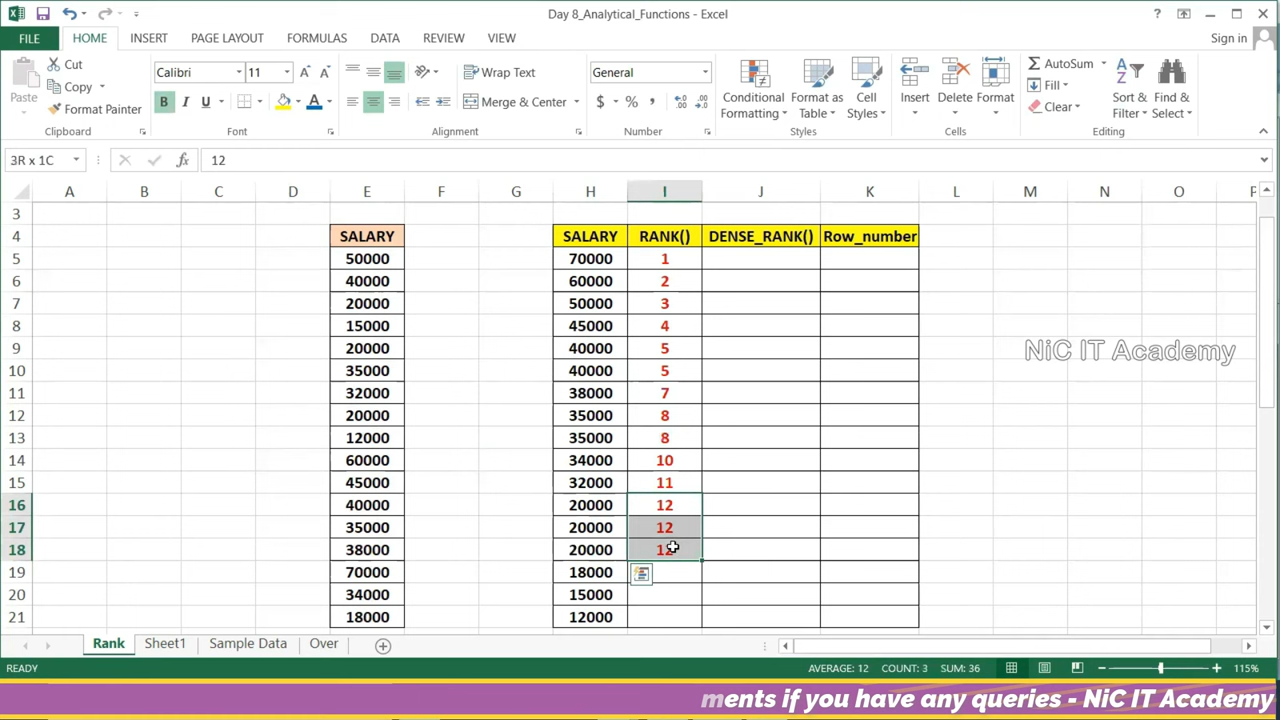 Day 8_Analytical_Functions - Excel
?
FILE HOME INSERT PAGE LAYOUT FORMULAS DATA REVIEW VIEW Sign in
Paste Cut Copy Format Painter Clipboard
Calibri 11 B I U A Font
Wrap Text Merge & Center Alignment
General $ % , Number
Conditional Formatting Format as Table Cell Styles Styles
Insert Delete Format Cells
AutoSum Fill Clear Sort & Filter Find & Select Editing
3R x 1C fx 12
A B C D E F G H I J K L M N O P
3
4 SALARY SALARY RANK() DENSE_RANK() Row_number
5 50000 70000 1
6 40000 60000 2
7 20000 50000 3
8 15000 45000 4
9 20000 40000 5
NiC IT Academy
10 35000 40000 5
11 32000 38000 7
12 20000 35000 8
13 12000 35000 8
14 60000 34000 10
15 45000 32000 11
16 40000 20000 12
17 35000 20000 12
18 38000 20000 12
19 70000 18000
20 34000 15000
21 18000 12000
Rank Sheet1 Sample Data Over
READY AVERAGE: 12 COUNT: 3 SUM: 36 115%
ments if you have any queries - NiC IT Academy